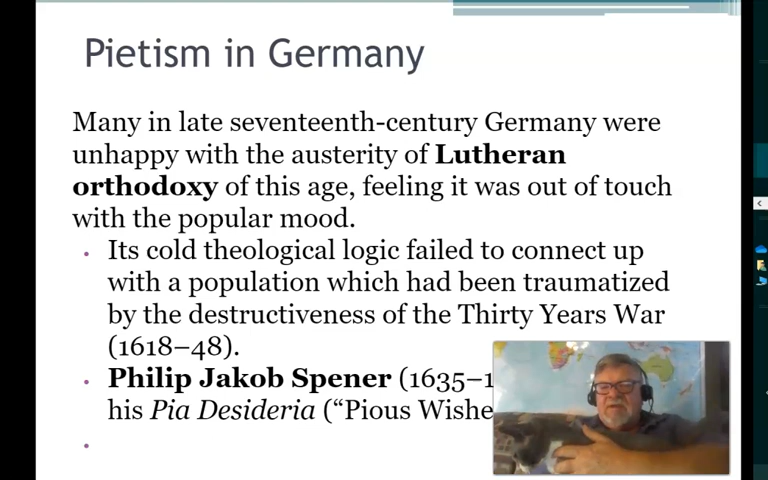 Pietism in Germany
Many in late seventeenth-century Germany were
unhappy with the austerity of Lutheran
orthodoxy of this age, feeling it was out of touch
with the popular mood.
• Its cold theological logic failed to connect up
with a population which had been traumatized
by the destructiveness of the Thirty Years War
(1618–48).
• Philip Jakob Spener (1635–1
his Pia Desideria (“Pious Wishe
•